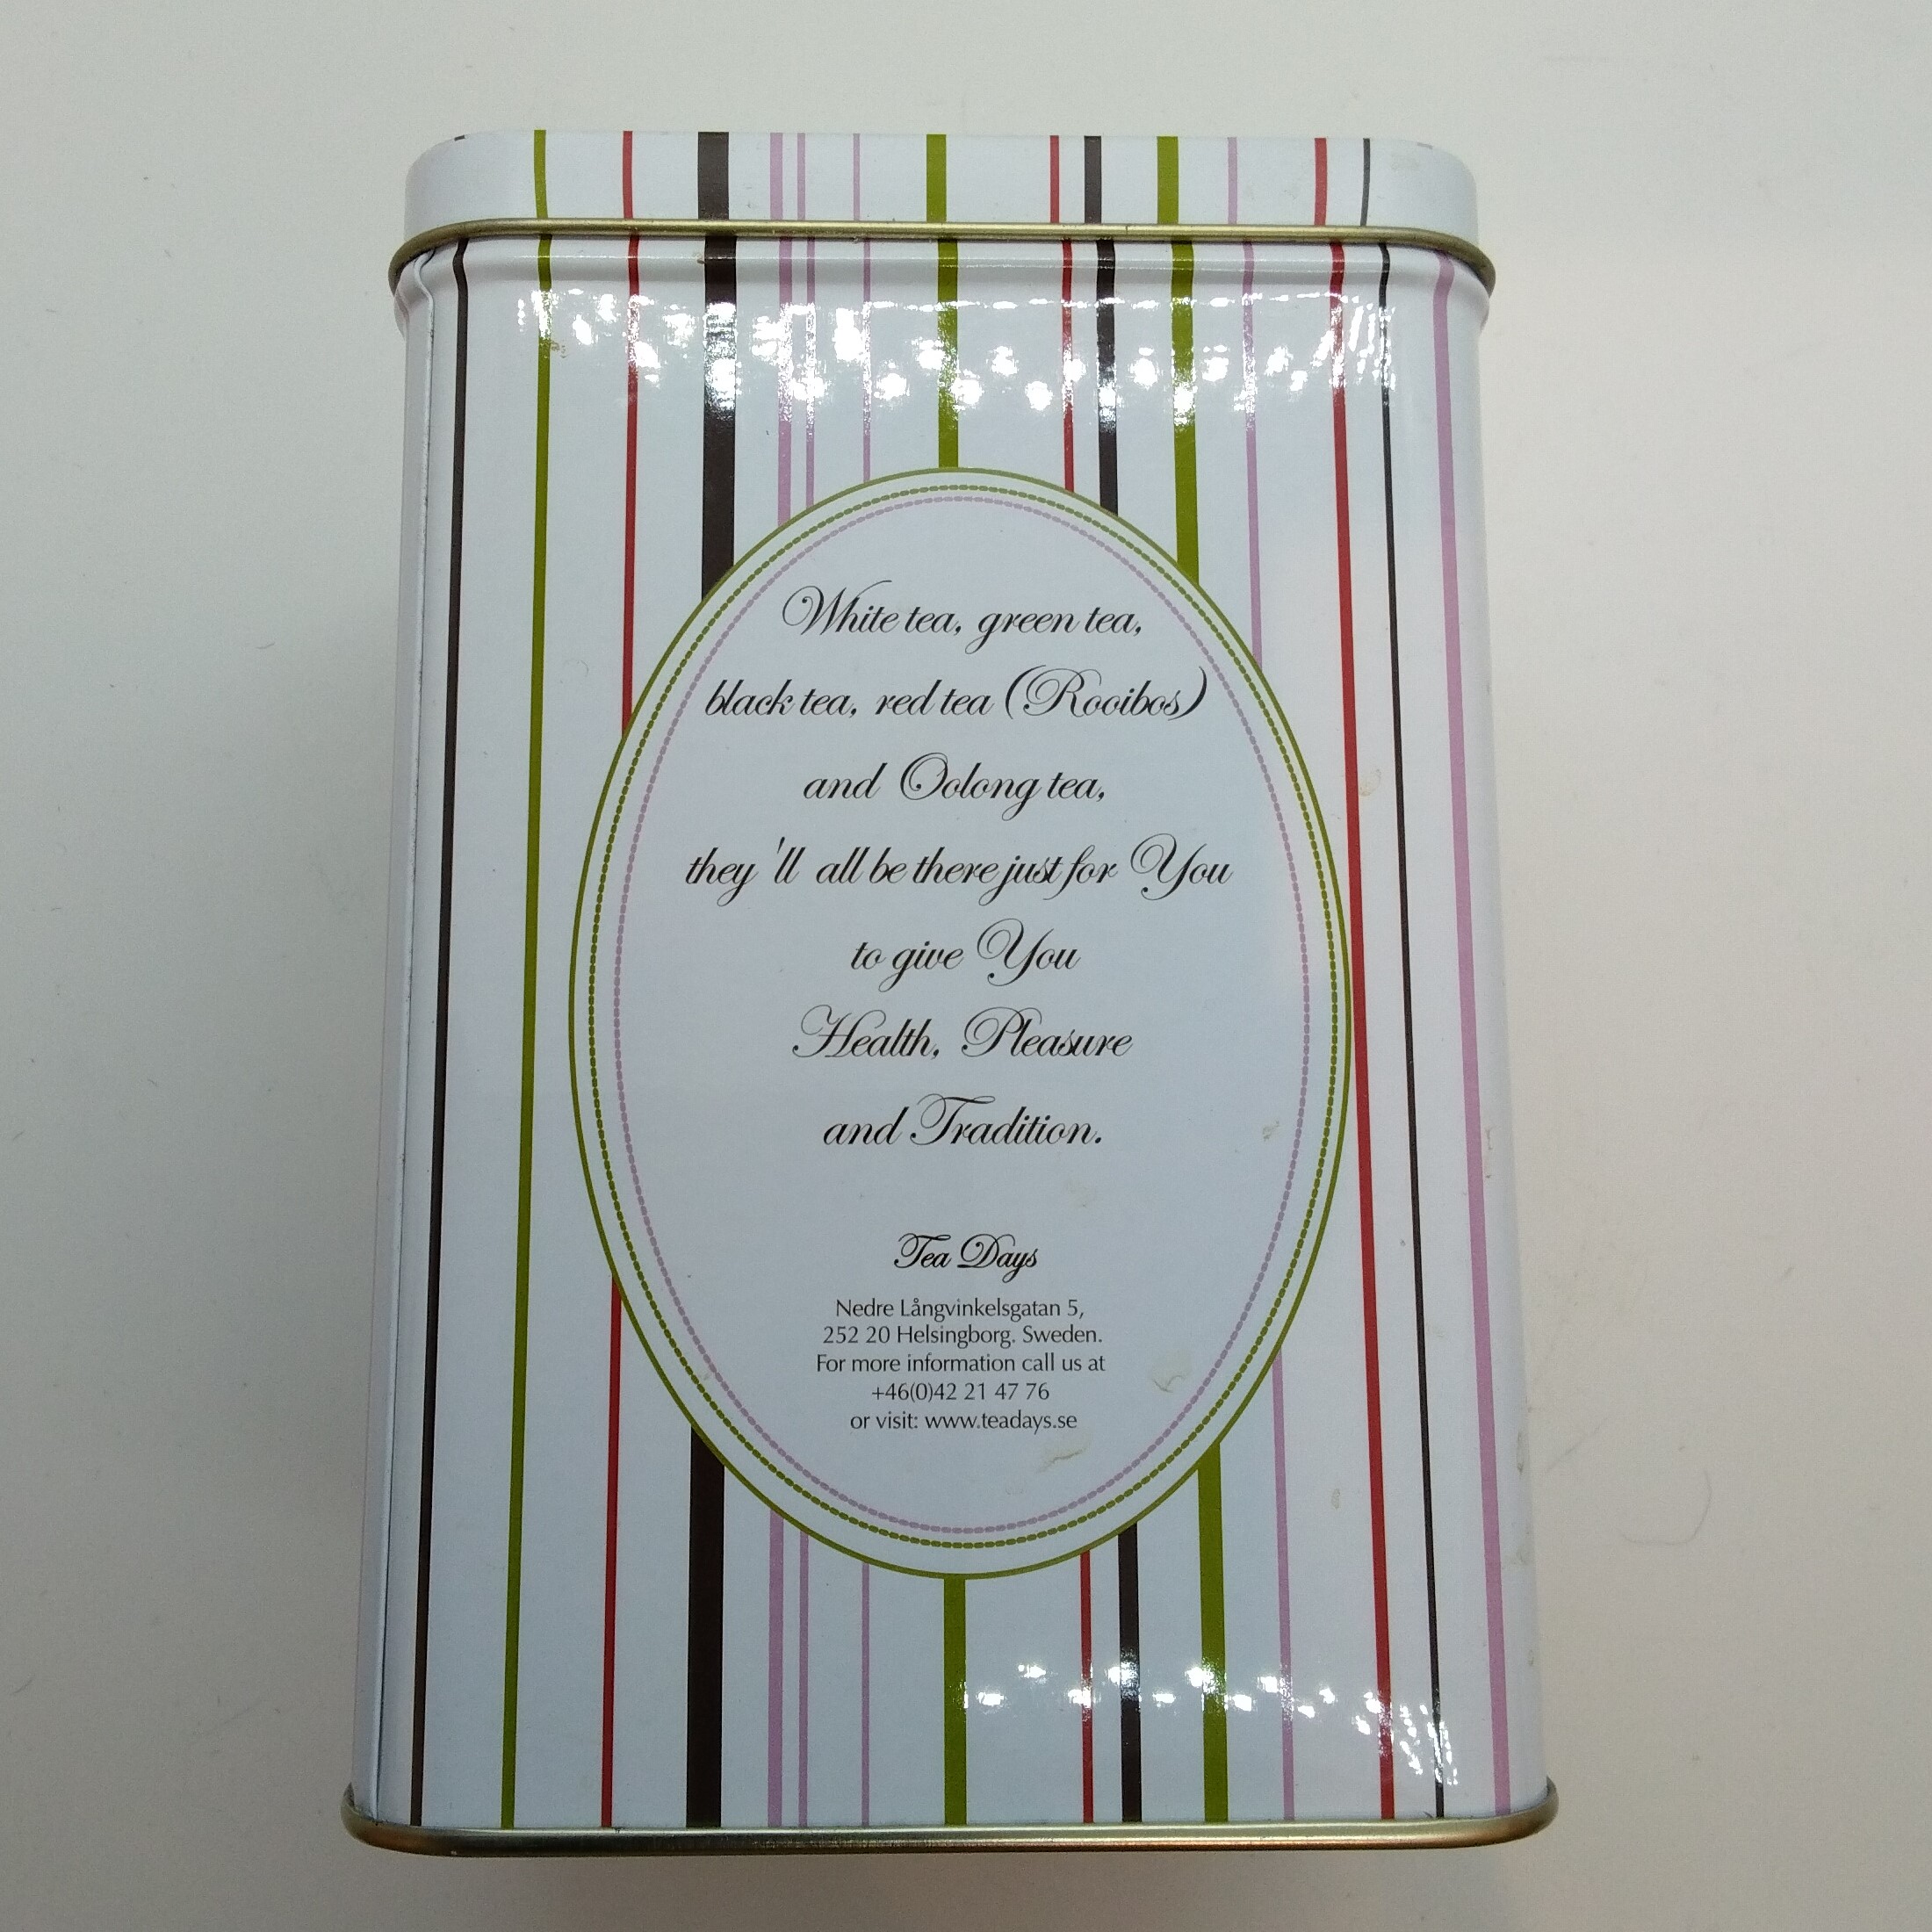 White tea, green tea,
black tea, red tea (Rooibos)
and Oolong tea,
they 'll all be there just for You
to give You
Health, Pleasure
and Tradition.
Tea Days
Nedre Långvinkelsgatan 5,
252 20 Helsingborg. Sweden.
For more information call us at
+46(0)42 21 47 76
or visit: www.teadays.se